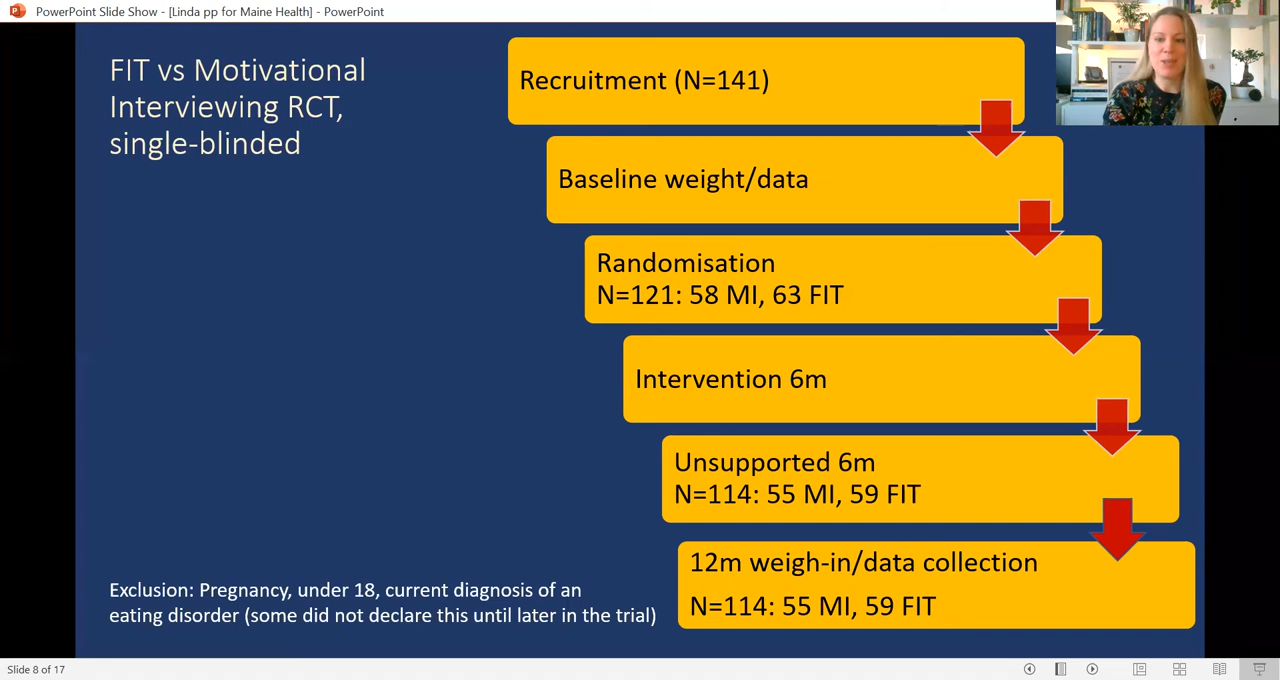 PowerPoint Slide Show - [Linda pp for Maine Health] - PowerPoint
FIT vs Motivational
Interviewing RCT,
single-blinded
Recruitment (N=141)
Baseline weight/data
Randomisation
N=121: 58 MI, 63 FIT
Intervention 6m
Unsupported 6m
N=114: 55 MI, 59 FIT
12m weigh-in/data collection
N=114: 55 MI, 59 FIT
Exclusion: Pregnancy, under 18, current diagnosis of an
eating disorder (some did not declare this until later in the trial)
Slide 8 of 17